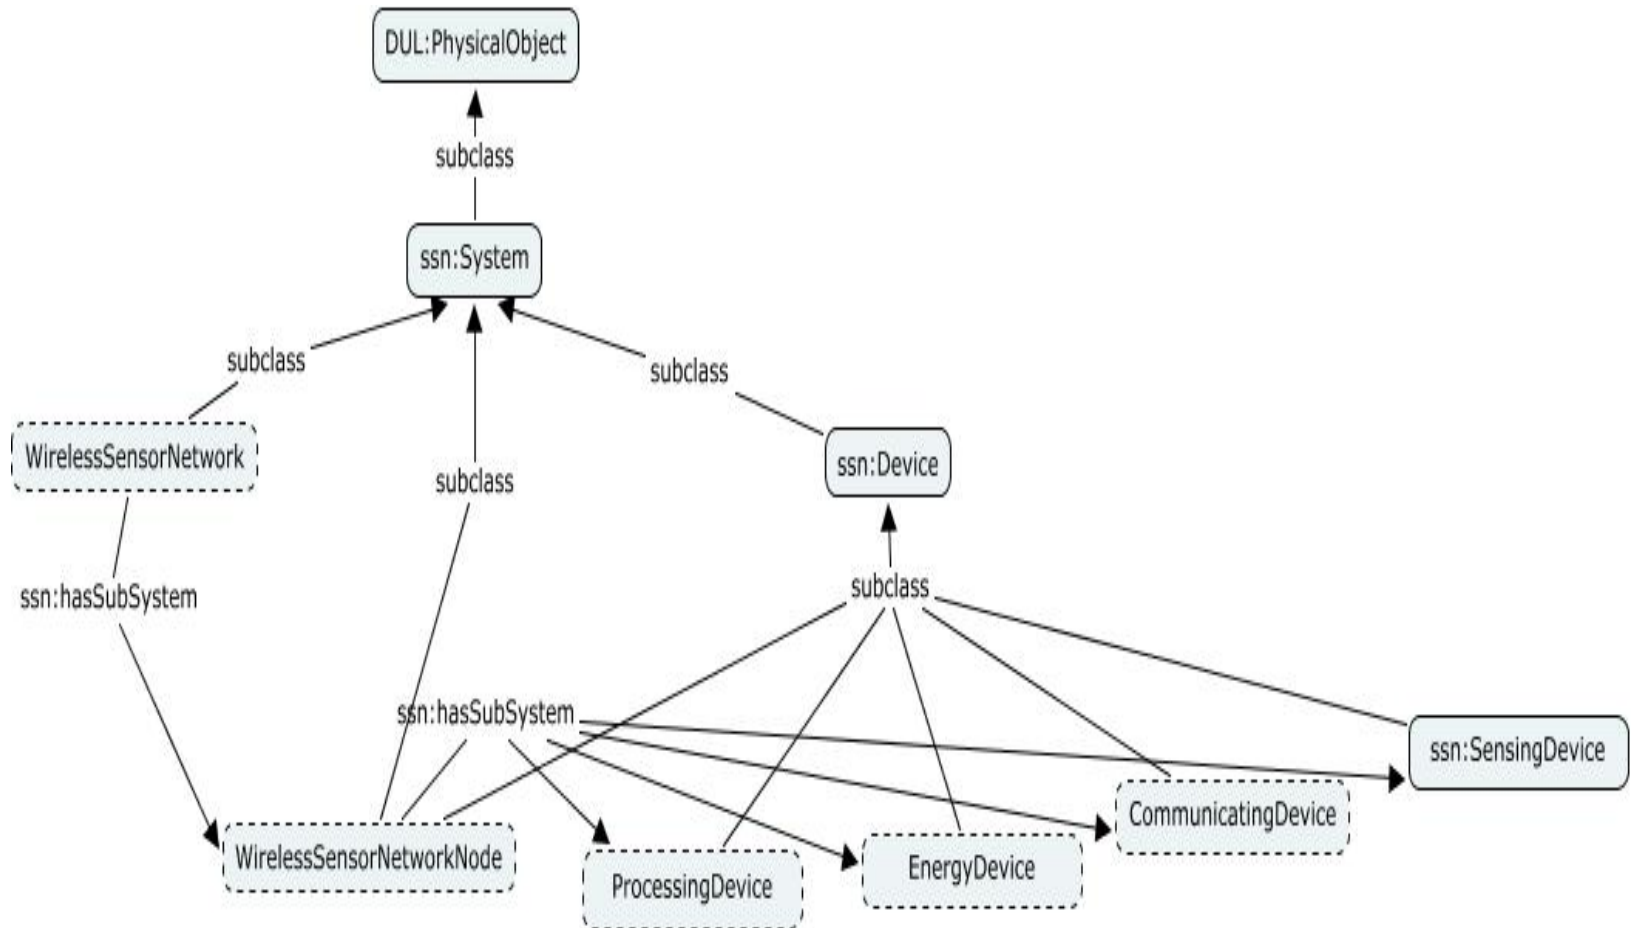 DUL:PhysicalObject
subclass
ssn:System
subclass
subclass
WirelessSensorNetwork
subclass
ssn:Device
ssn:hasSubSystem
subclass
ssn:hasSubSystem
ssn:SensingDevice
CommunicatingDevice
WirelessSensorNetworkNode
ProcessingDevice
EnergyDevice